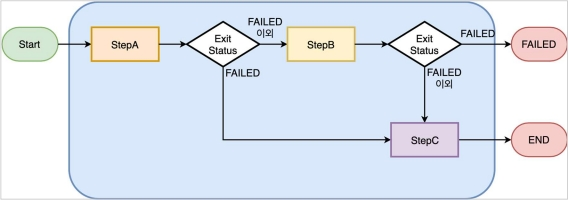 Start
StepA
Exit
Status
FAILED
이외
FAILED
StepB
Exit
Status
FAILED
FAILED
이외
FAILED
StepC
END